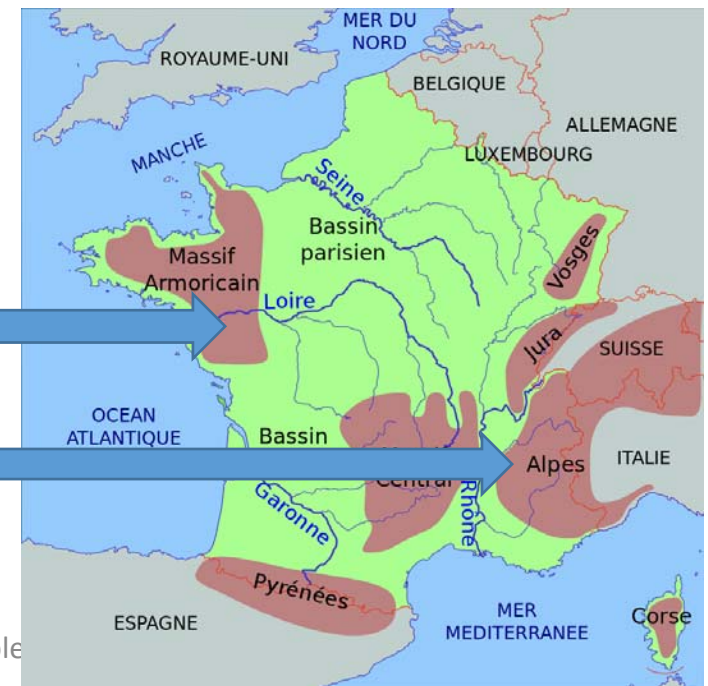 MER DU
NORD
ROYAUME-UNI
BELGIQUE
ALLEMAGNE
MANCHE
LUXEMBOURG
Seine
Bassin
parisien
Vosges
Massif
Armoricain
Loire
Jura
SUISSE
OCEAN
ATLANTIQUE
Bassin
Alpes
ITALIE
Central
Garonne
Rhône
Pyrénées
ESPAGNE
MER
MEDITERRANEE
Corse